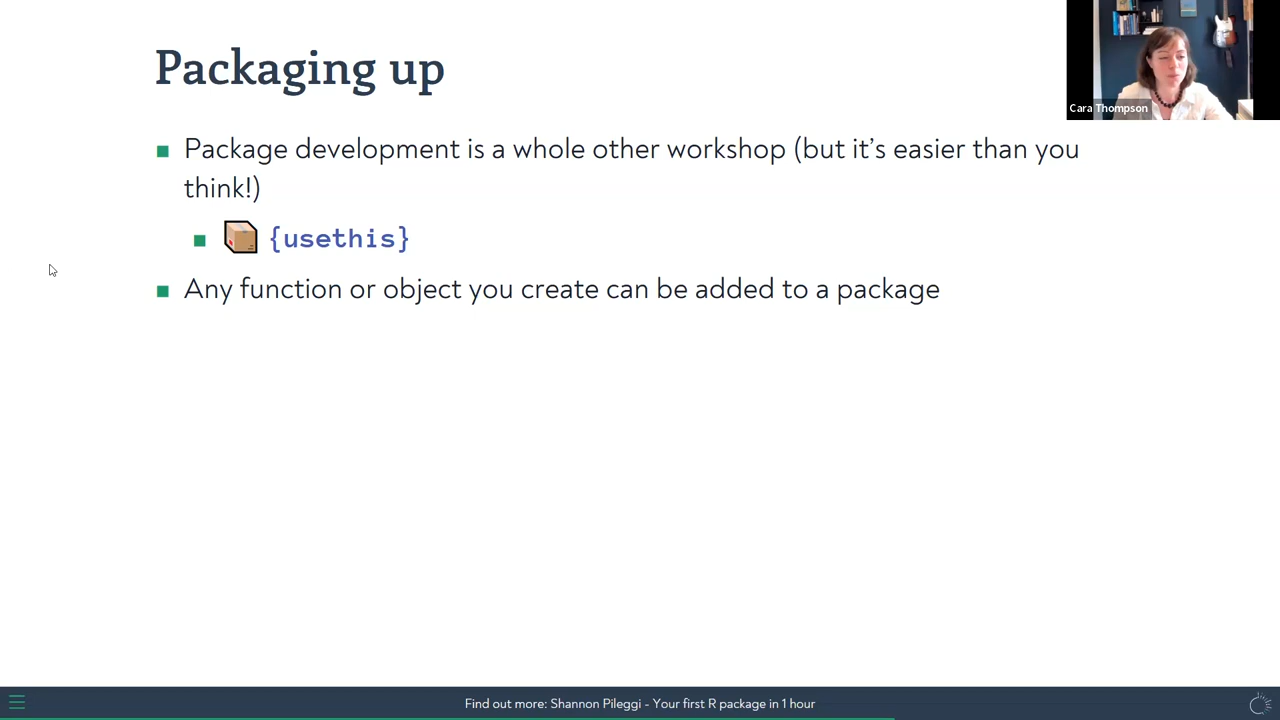 Packaging up
Cara Thompson
Package development is a whole other workshop (but it’s easier than you
think!)
{usethis}
Any function or object you create can be added to a package
Find out more: Shannon Pileggi - Your first R package in 1 hour